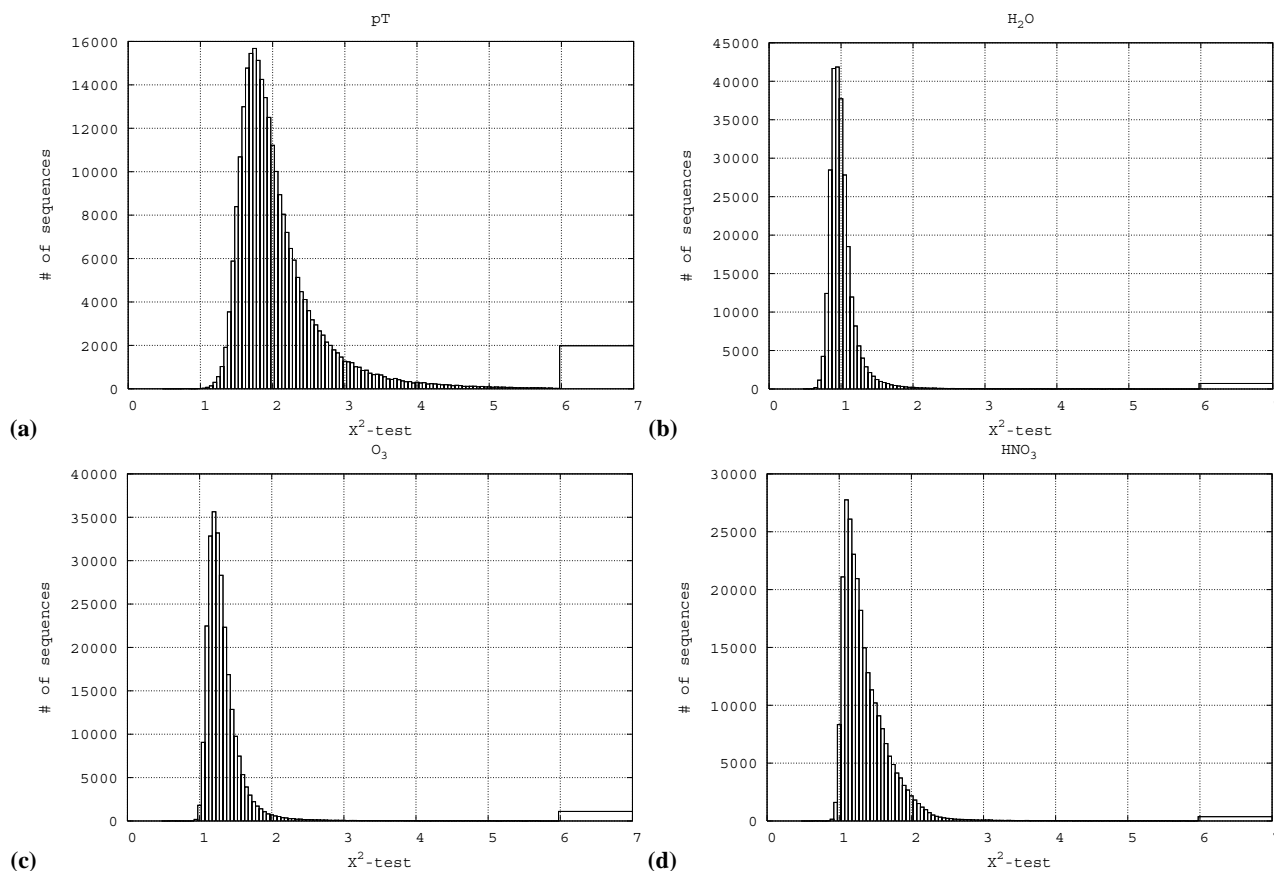 pT
16000
14000
12000
10000
8000
6000
4000
2000
0
# of sequences
0 1 2 3 4 5 6 7
X²-test
(a)
H₂O
45000
40000
35000
30000
25000
20000
15000
10000
5000
0
# of sequences
0 1 2 3 4 5 6
X²-test
(b)
O₃
40000
35000
30000
25000
20000
15000
10000
5000
0
# of sequences
0 1 2 3 4 5 6 7
X²-test
(c)
HNO₃
30000
25000
20000
15000
10000
5000
0
# of sequences
0 1 2 3 4 5 6 7
X²-test
(d)